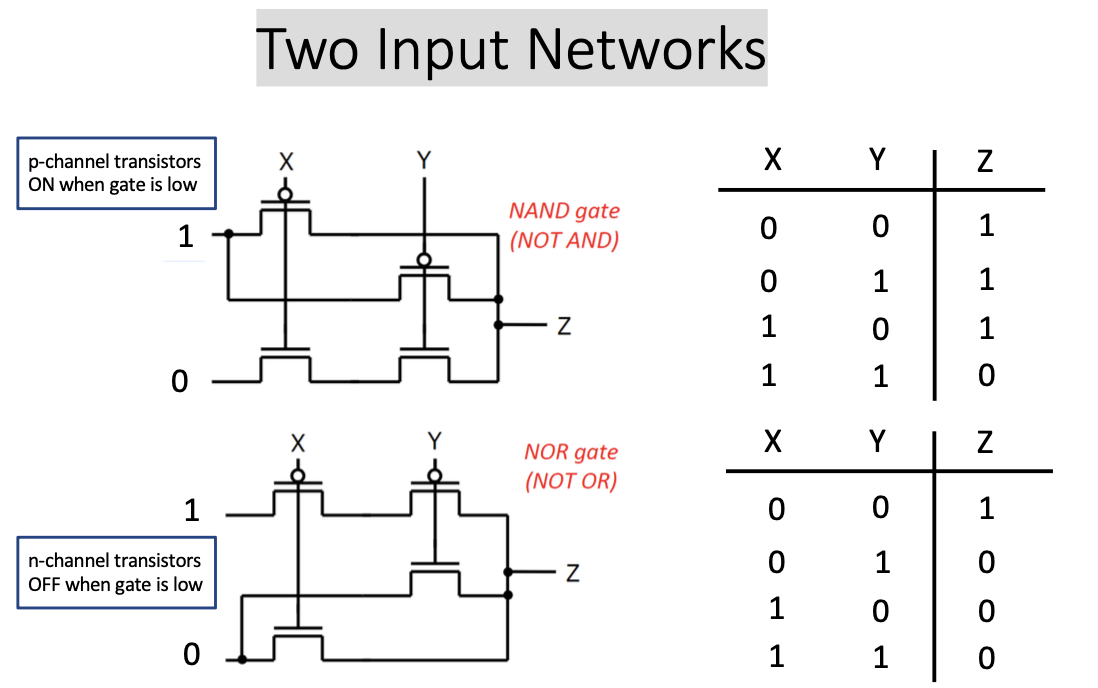 Two Input Networks
p-channel transistors
ON when gate is low
X
Y
1
NAND gate
(NOT AND)
Z
0
X Y Z
0 0 1
0 1 1
1 0 1
1 1 0
X
Y
NOR gate
(NOT OR)
1
n-channel transistors
OFF when gate is low
Z
0
X Y Z
0 0 1
0 1 0
1 0 0
1 1 0